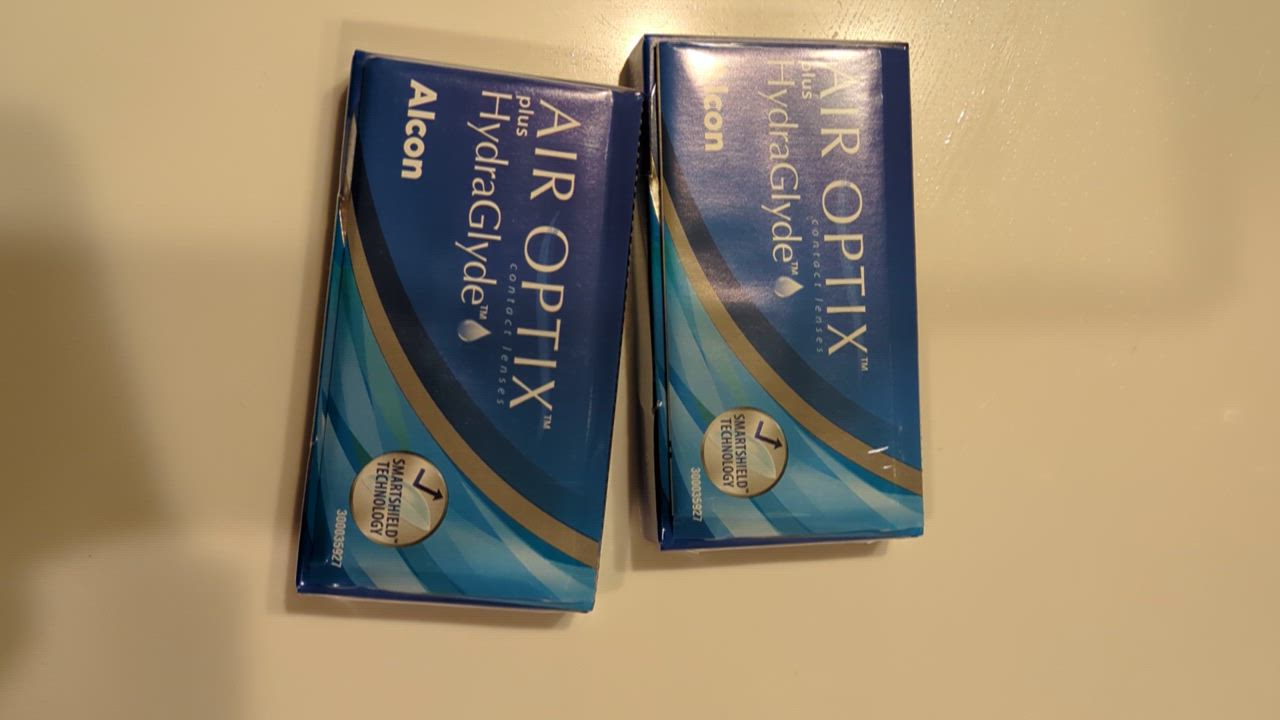 AIR OPTIX™
plus
HydraGlyde™
contact lenses
Alcon
SMARTSHIELD™
TECHNOLOGY
300035927
AIR OPTIX™
plus
HydraGlyde™
contact lenses
Alcon
SMARTSHIELD™
TECHNOLOGY
300035927